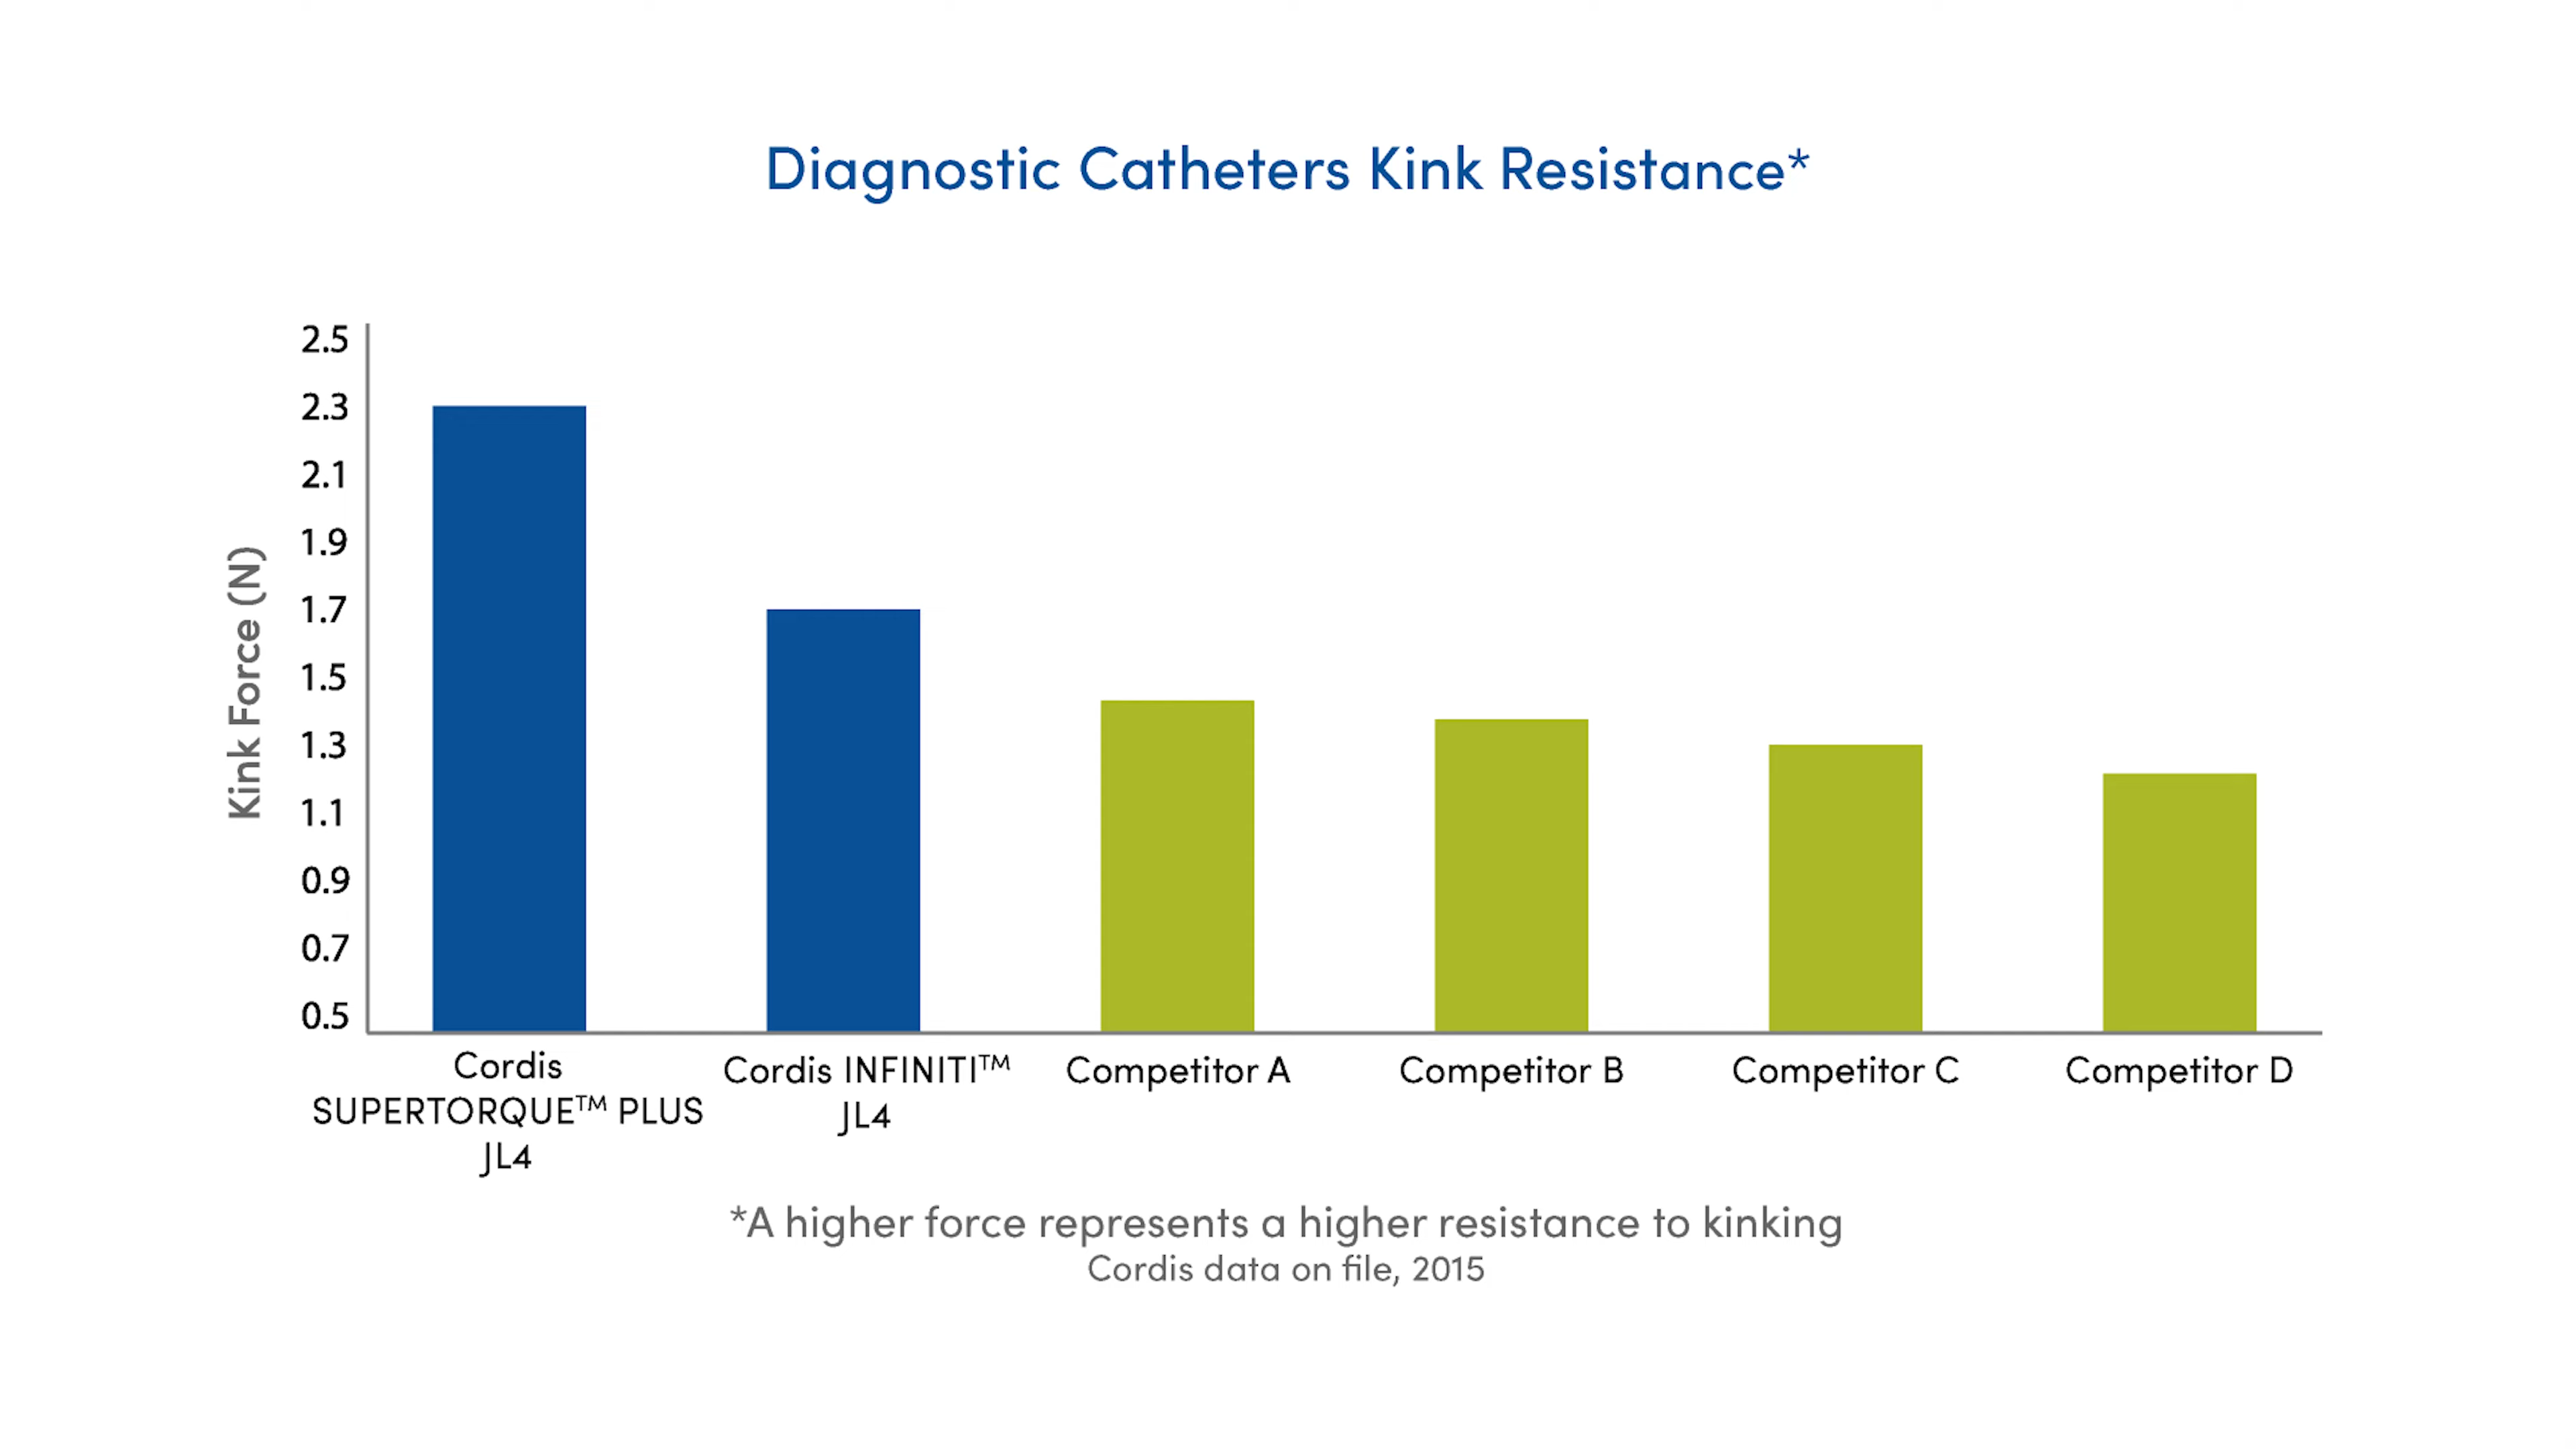 Diagnostic Catheters Kink Resistance*
Kink Force (N)
2.5
2.3
2.1
1.9
1.7
1.5
1.3
1.1
0.9
0.7
0.5
Cordis
SUPERTORQUE™ PLUS
JL4
Cordis INFINITI™
JL4
Competitor A
Competitor B
Competitor C
Competitor D
*A higher force represents a higher resistance to kinking
Cordis data on file, 2015